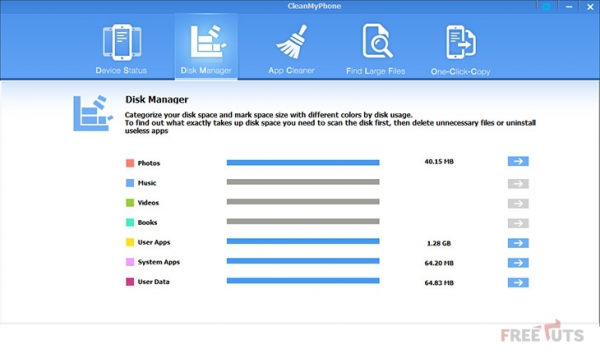 CleanMyPhone
Device Status
Disk Manager
App Cleaner
Find Large Files
One-Click-Copy
Disk Manager
Categorize your disk space and mark space size with different colors by disk usage.
To find out what exactly takes up disk space you need to scan the disk first, then delete unnecessary files or uninstall
useless apps
Photos 40.15 MB
Music
Videos
Books
User Apps 1.28 GB
System Apps 64.20 MB
User Data 64.83 MB
FREETUTS